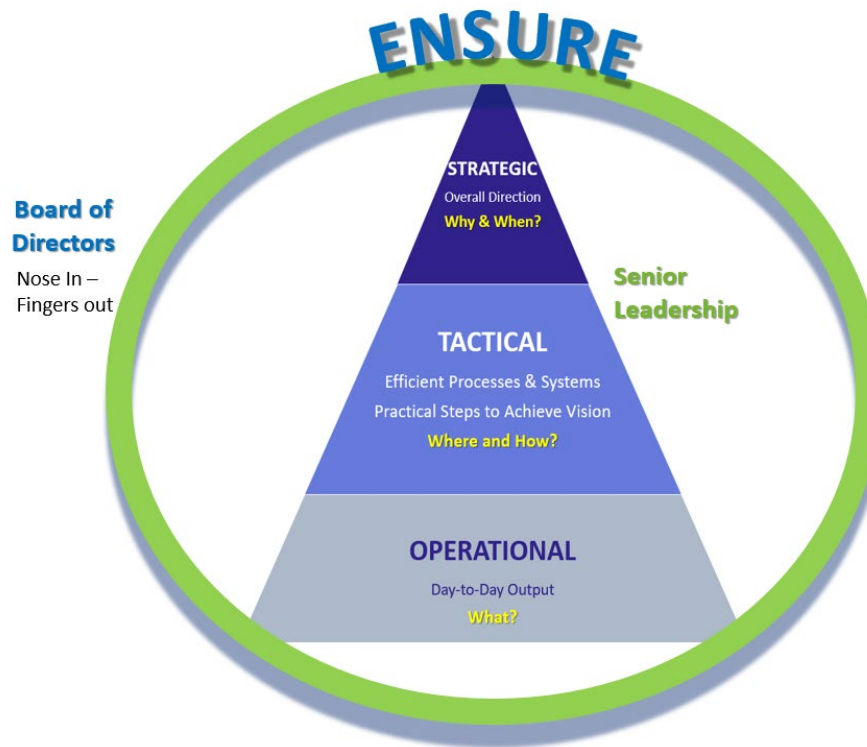 ENSURE
STRATEGIC
Overall Direction
Why & When?
Board of
Directors
Nose In –
Fingers out
Senior
Leadership
TACTICAL
Efficient Processes & Systems
Practical Steps to Achieve Vision
Where and How?
OPERATIONAL
Day-to-Day Output
What?